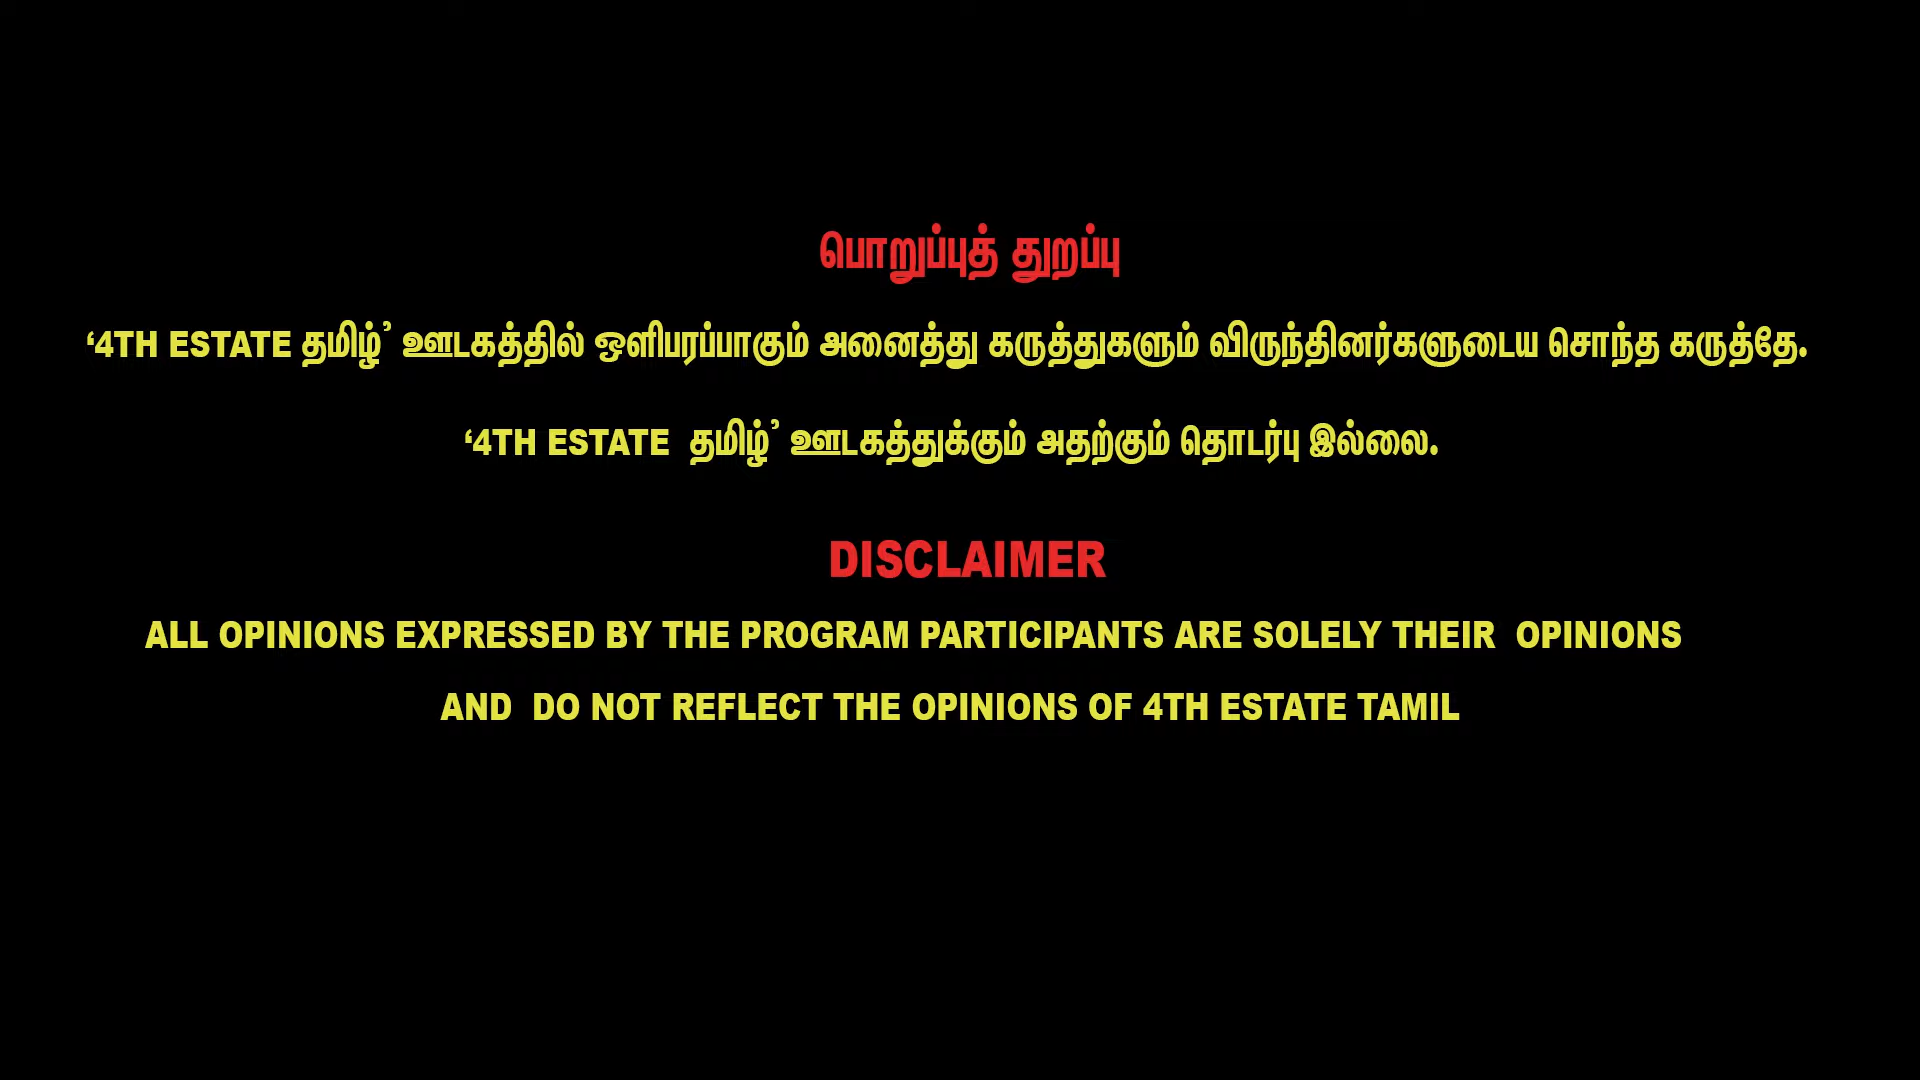 பொறுப்புத் துறப்பு
‘4TH ESTATE தமிழ்’ ஊடகத்தில் ஒளிபரப்பாகும் அனைத்து கருத்துகளும் விருந்தினர்களுடைய சொந்த கருத்தே.
‘4TH ESTATE தமிழ்’ ஊடகத்துக்கும் அதற்கும் தொடர்பு இல்லை.
DISCLAIMER
ALL OPINIONS EXPRESSED BY THE PROGRAM PARTICIPANTS ARE SOLELY THEIR OPINIONS
AND DO NOT REFLECT THE OPINIONS OF 4TH ESTATE TAMIL